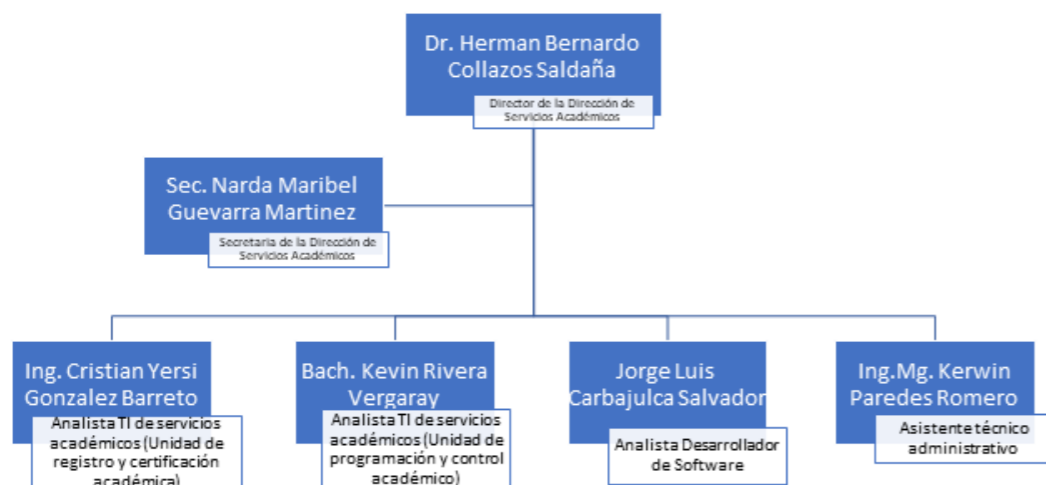 Dr. Herman Bernardo
Collazos Saldaña
Director de la Dirección de
Servicios Académicos
Sec. Narda Maribel
Guevarra Martinez
Secretaria de la Dirección de
Servicios Académicos
Ing. Cristian Yersi
Gonzalez Barreto
Analista TI de servicios
académicos (Unidad de
registro y certificación
académica)
Bach. Kevin Rivera
Vergaray
Analista TI de servicios
académicos (Unidad de
programación y control
académico)
Jorge Luis
Carbajulca Salvador
Analista Desarrollador
de Software
Ing.Mg. Kerwin
Paredes Romero
Asistente técnico
administrativo